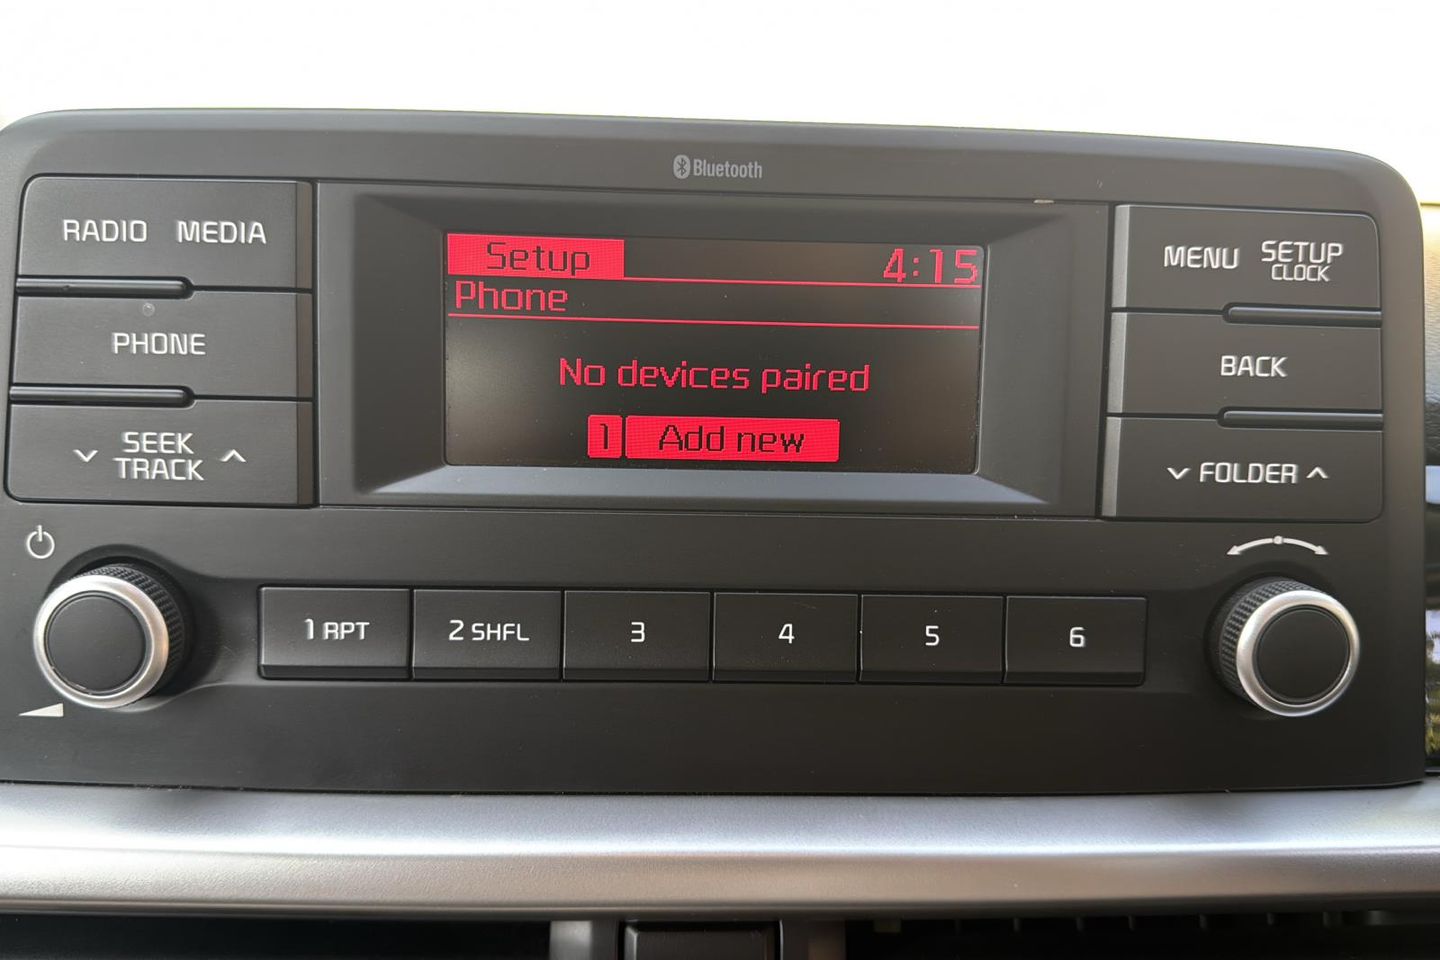 Bluetooth
RADIO MEDIA
PHONE
SEEK
TRACK
Setup 4:15
Phone
No devices paired
1 Add new
MENU SETUP
CLOCK
BACK
FOLDER
1 RPT 2 SHFL 3 4 5 6